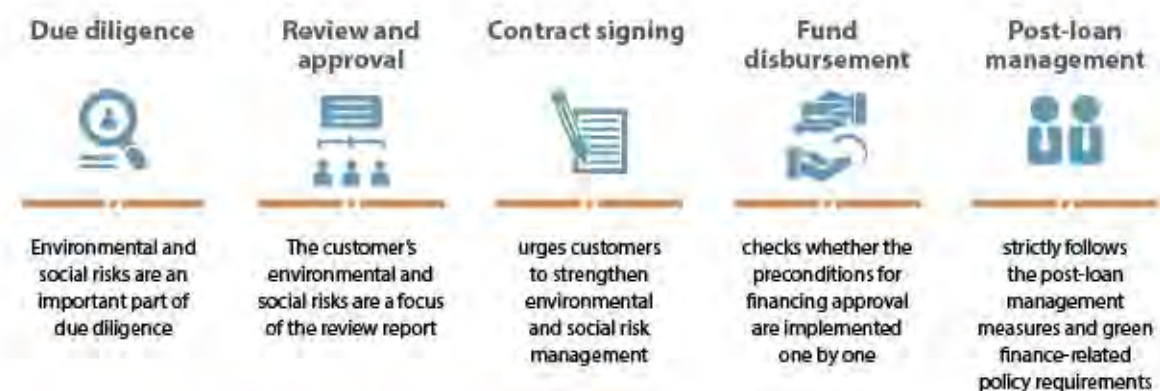 Due diligence
Environmental and
social risks are an
important part of
due diligence
Review and
approval
The customer's
environmental and
social risks are a focus
of the review report
Contract signing
urges customers
to strengthen
environmental
and social risk
management
Fund
disbursement
checks whether the
preconditions for
financing approval
are implemented
one by one
Post-loan
management
strictly follows
the post-loan
management
measures and green
finance-related
policy requirements